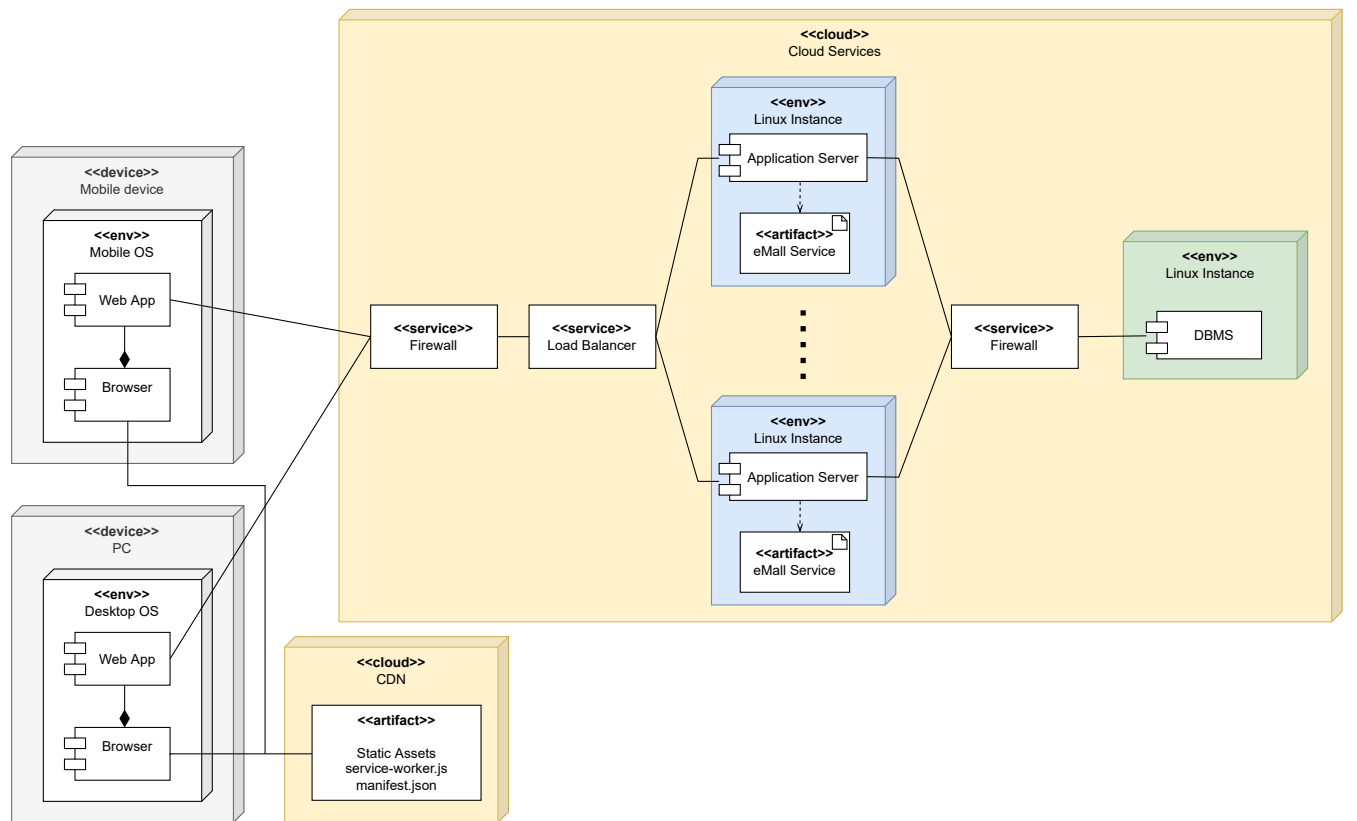 <<cloud>>
Cloud Services
<<env>>
Linux Instance
Application Server
<<artifact>>
eMall Service
<<device>>
Mobile device
<<env>>
Mobile OS
Web App
Browser
<<service>>
Firewall
<<service>>
Load Balancer
<<service>>
Firewall
<<env>>
Linux Instance
DBMS
<<env>>
Linux Instance
Application Server
<<artifact>>
eMall Service
<<device>>
PC
<<env>>
Desktop OS
Web App
Browser
<<cloud>>
CDN
<<artifact>>
Static Assets
service-worker.js
manifest.json